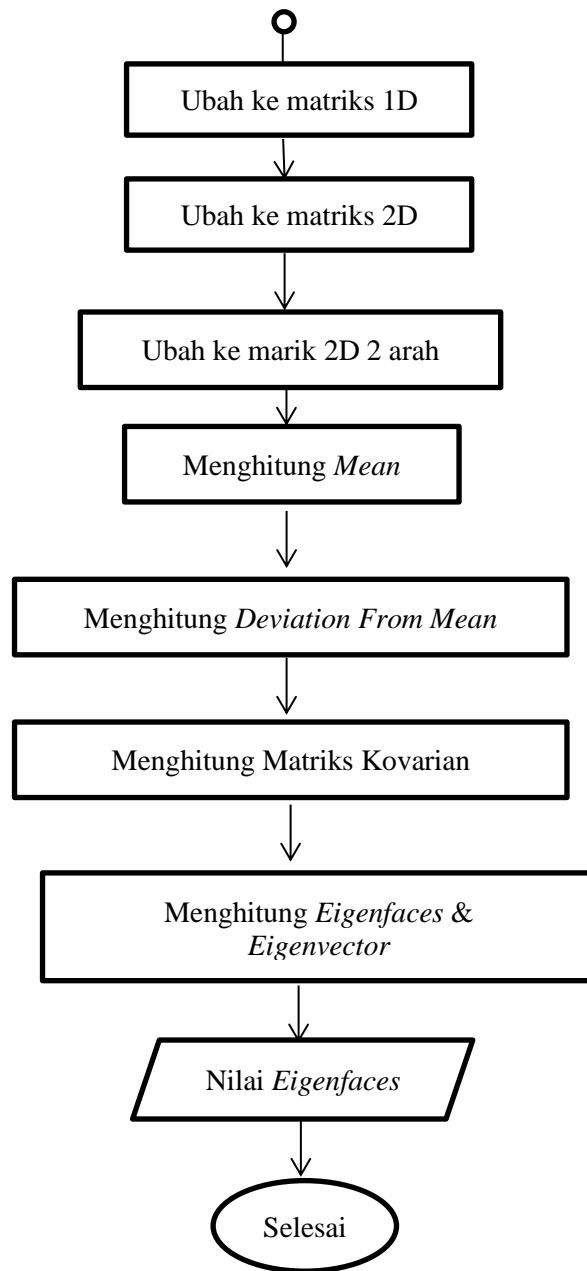 Ubah ke matriks 1D
Ubah ke matriks 2D
Ubah ke marik 2D 2 arah
Menghitung Mean
Menghitung Deviation From Mean
Menghitung Matriks Kovarian
Menghitung Eigenfaces &
Eigenvector
Nilai Eigenfaces
Selesai